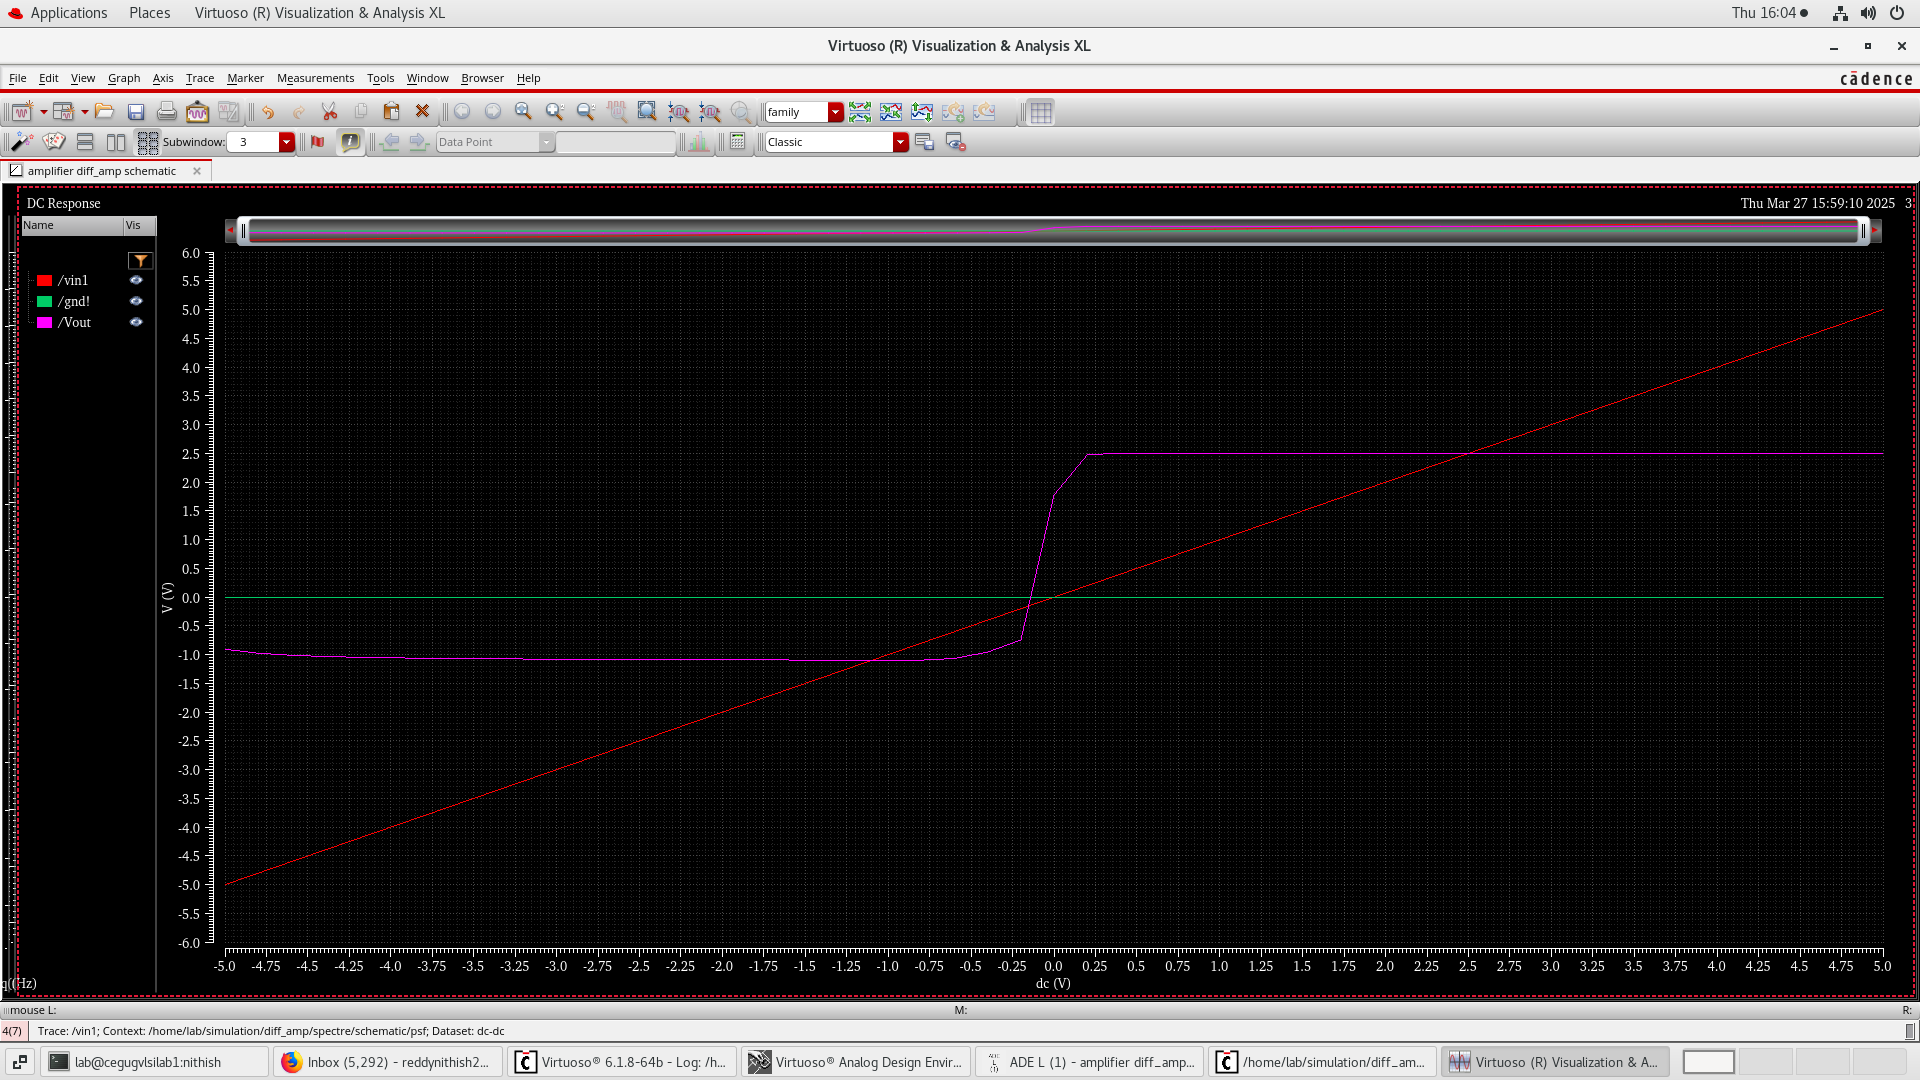 Applications Places Virtuoso (R) Visualization & Analysis XL Thu 16:04
Virtuoso (R) Visualization & Analysis XL
File Edit View Graph Axis Trace Marker Measurements Tools Window Browser Help cādence
family
Subwindow: 3 Data Point Classic
amplifier diff_amp schematic
DC Response Thu Mar 27 15:59:10 2025 3
Name Vis
/vin1
/gnd!
/Vout
6.0
5.5
5.0
4.5
4.0
3.5
3.0
2.5
2.0
1.5
1.0
0.5
0.0
-0.5
-1.0
-1.5
-2.0
-2.5
-3.0
-3.5
-4.0
-4.5
-5.0
-5.5
-6.0
V (V)
-5.0 -4.75 -4.5 -4.25 -4.0 -3.75 -3.5 -3.25 -3.0 -2.75 -2.5 -2.25 -2.0 -1.75 -1.5 -1.25 -1.0 -0.75 -0.5 -0.25 0.0 0.25 0.5 0.75 1.0 1.25 1.5 1.75 2.0 2.25 2.5 2.75 3.0 3.25 3.5 3.75 4.0 4.25 4.5 4.75 5.0
q (Hz) dc (V)
mouse L: M: R:
4(7) Trace: /vin1; Context: /home/lab/simulation/diff_amp/spectre/schematic/psf; Dataset: dc-dc
lab@cegugvlsilab1:nithish Inbox (5,292) - reddynithish2... Virtuoso® 6.1.8-64b - Log: /h... Virtuoso® Analog Design Envir... ADE L (1) - amplifier diff_amp... /home/lab/simulation/diff_am... Virtuoso (R) Visualization & A...